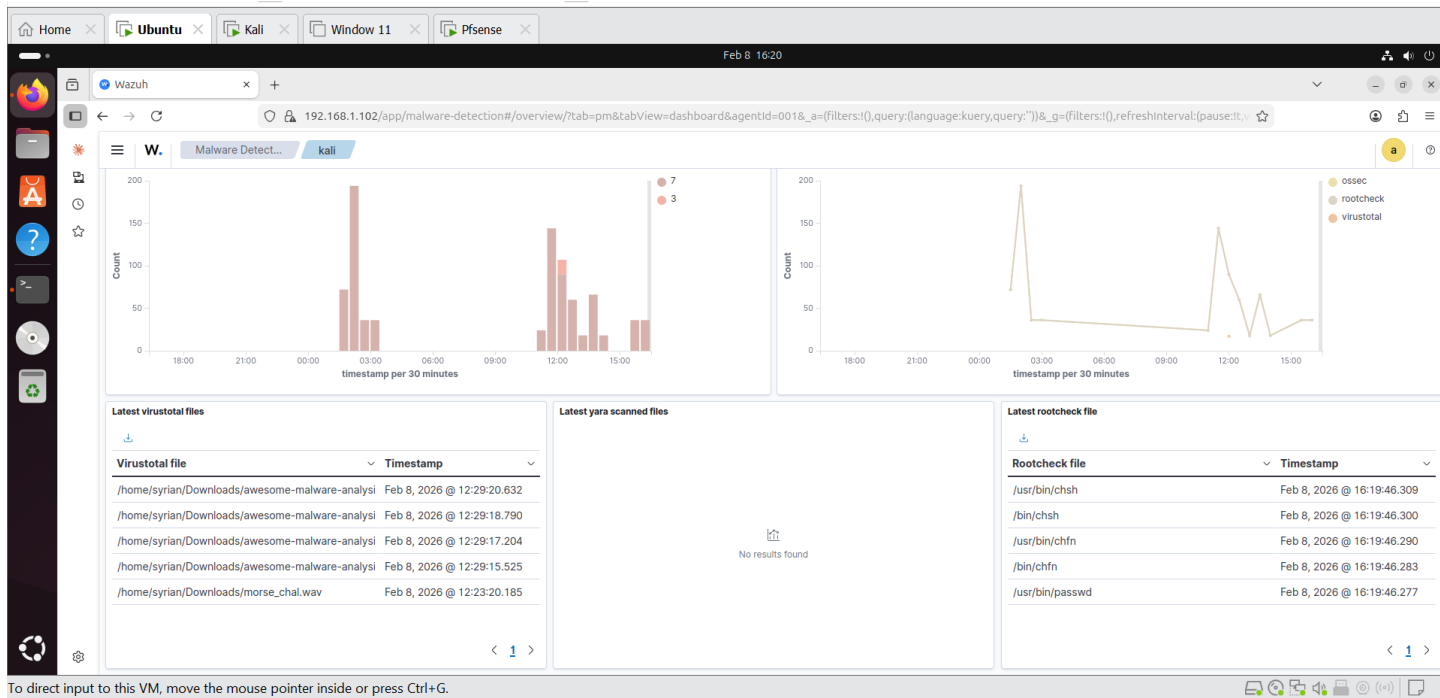 Home
Ubuntu
Kali
Window 11
Pfsense
Feb 8 16:20
Wazuh
192.168.1.102/app/malware-detection#/overview/?tab=pm&tabView=dashboard&agentId=001&_a=(filters:!(),query:(language:kuery,query:''))&_g=(filters:!(),refreshInterval:(pause:!t,v
W.
Malware Detect...
kali
a
200
150
100
50
0
Count
18:00 21:00 00:00 03:00 06:00 09:00 12:00 15:00
timestamp per 30 minutes
7
3
200
150
100
50
0
Count
18:00 21:00 00:00 03:00 06:00 09:00 12:00 15:00
timestamp per 30 minutes
ossec
rootcheck
virustotal
Latest virustotal files
Virustotal file Timestamp
/home/syrian/Downloads/awesome-malware-analysi Feb 8, 2026 @ 12:29:20.632
/home/syrian/Downloads/awesome-malware-analysi Feb 8, 2026 @ 12:29:18.790
/home/syrian/Downloads/awesome-malware-analysi Feb 8, 2026 @ 12:29:17.204
/home/syrian/Downloads/awesome-malware-analysi Feb 8, 2026 @ 12:29:15.525
/home/syrian/Downloads/morse_chal.wav Feb 8, 2026 @ 12:23:20.185
1
Latest yara scanned files
No results found
Latest rootcheck file
Rootcheck file Timestamp
/usr/bin/chsh Feb 8, 2026 @ 16:19:46.309
/bin/chsh Feb 8, 2026 @ 16:19:46.300
/usr/bin/chfn Feb 8, 2026 @ 16:19:46.290
/bin/chfn Feb 8, 2026 @ 16:19:46.283
/usr/bin/passwd Feb 8, 2026 @ 16:19:46.277
1
To direct input to this VM, move the mouse pointer inside or press Ctrl+G.